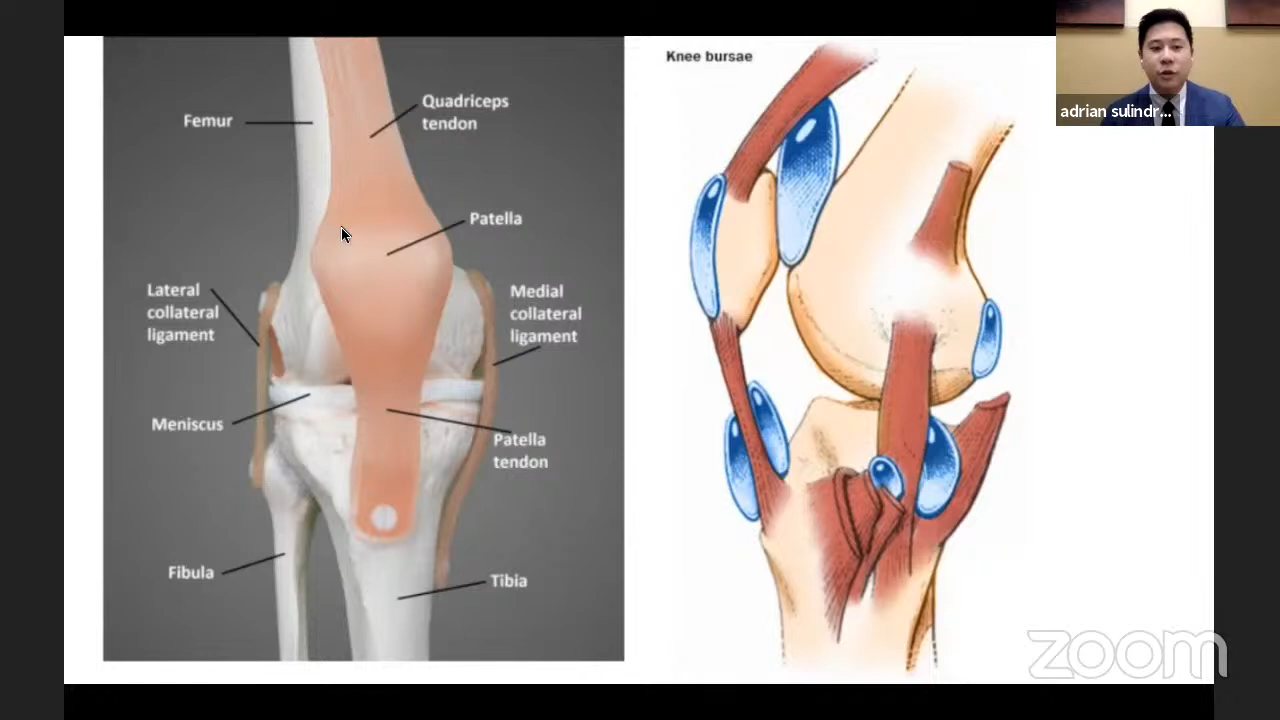 Knee bursae
adrian sulindr...
Quadriceps
tendon
Femur
Patella
Lateral
collateral
ligament
Medial
collateral
ligament
Meniscus
Patella
tendon
Fibula
Tibia
zoom